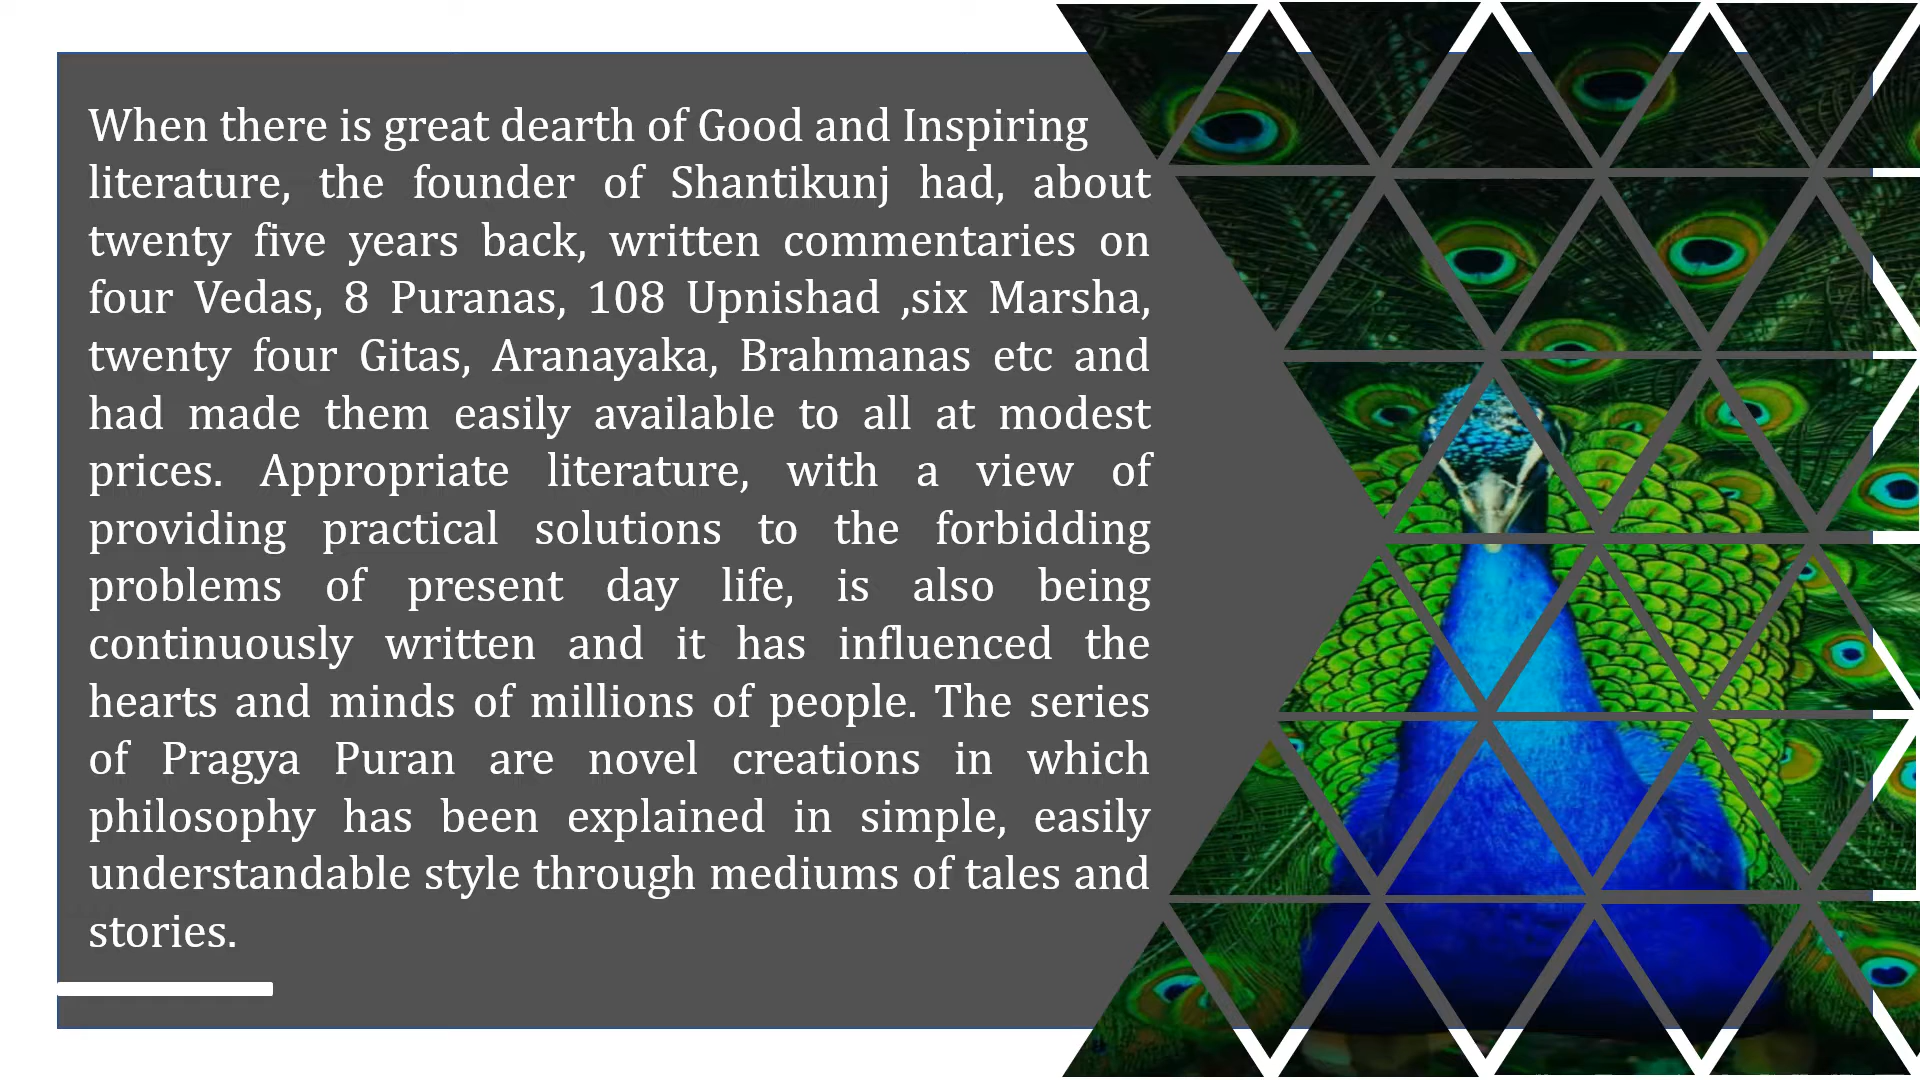 When there is great dearth of Good and Inspiring
literature, the founder of Shantikunj had, about
twenty five years back, written commentaries on
four Vedas, 8 Puranas, 108 Upnishad ,six Marsha,
twenty four Gitas, Aranayaka, Brahmanas etc and
had made them easily available to all at modest
prices. Appropriate literature, with a view of
providing practical solutions to the forbidding
problems of present day life, is also being
continuously written and it has influenced the
hearts and minds of millions of people. The series
of Pragya Puran are novel creations in which
philosophy has been explained in simple, easily
understandable style through mediums of tales and
stories.